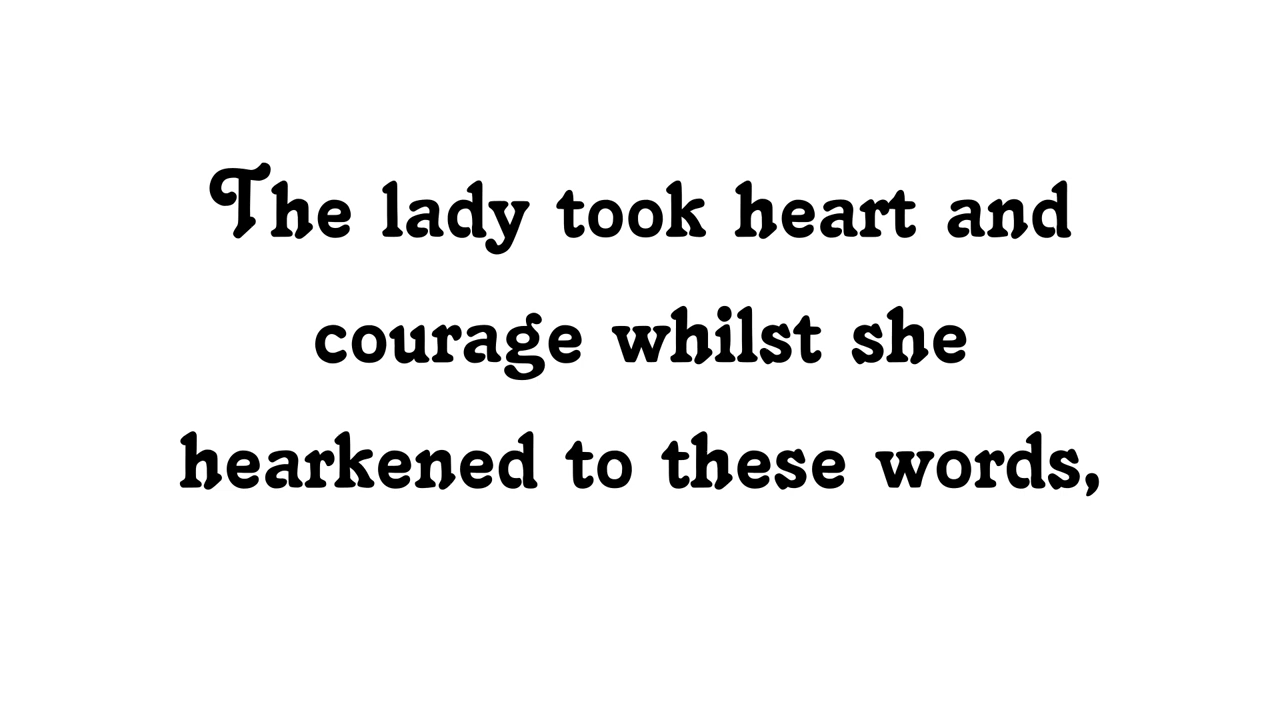 The lady took heart and
courage whilst she
hearkened to these words,